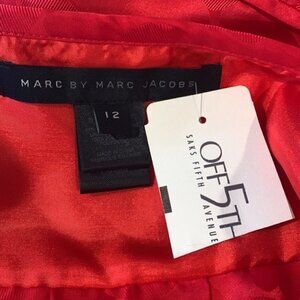 MARC BY MARC JACOBS
12
OFF 5TH
SAKS FIFTH AVENUE